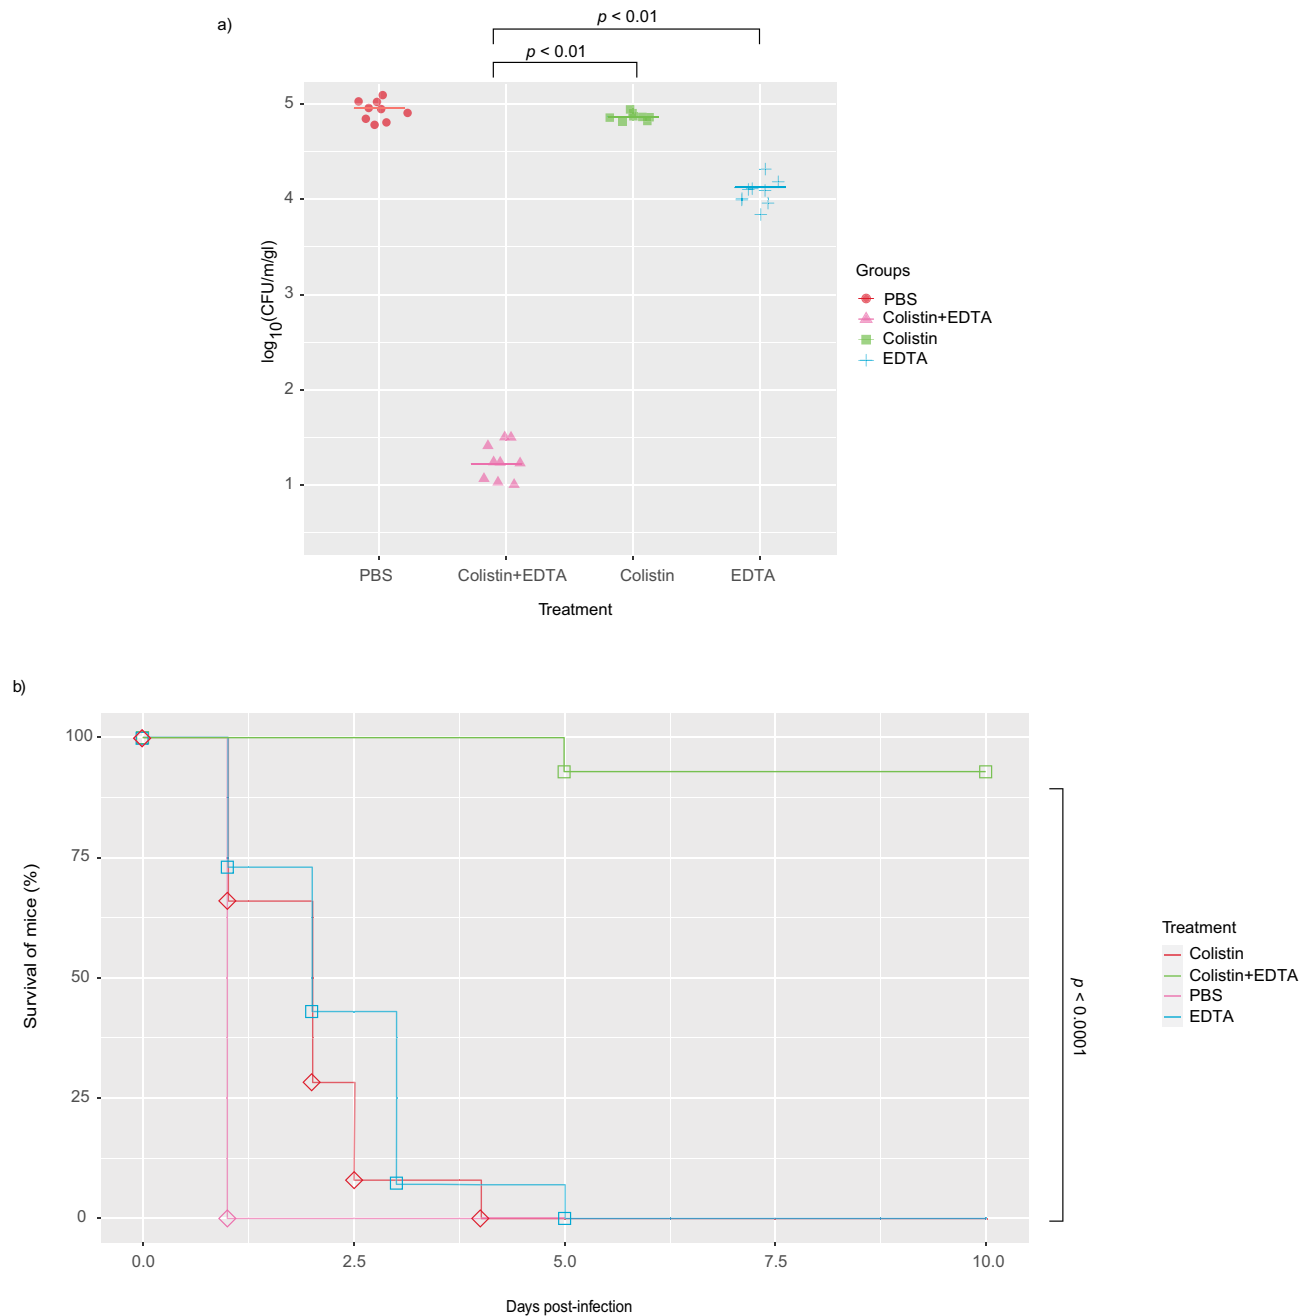 a)
p < 0.01
p < 0.01
5
4
3
2
1
log10(CFU/m/gl)
PBS
Colistin+EDTA
Colistin
EDTA
Treatment
Groups
PBS
Colistin+EDTA
Colistin
EDTA
b)
100
75
50
25
0
Survival of mice (%)
0.0
2.5
5.0
7.5
10.0
Days post-infection
p < 0.0001
Treatment
Colistin
Colistin+EDTA
PBS
EDTA